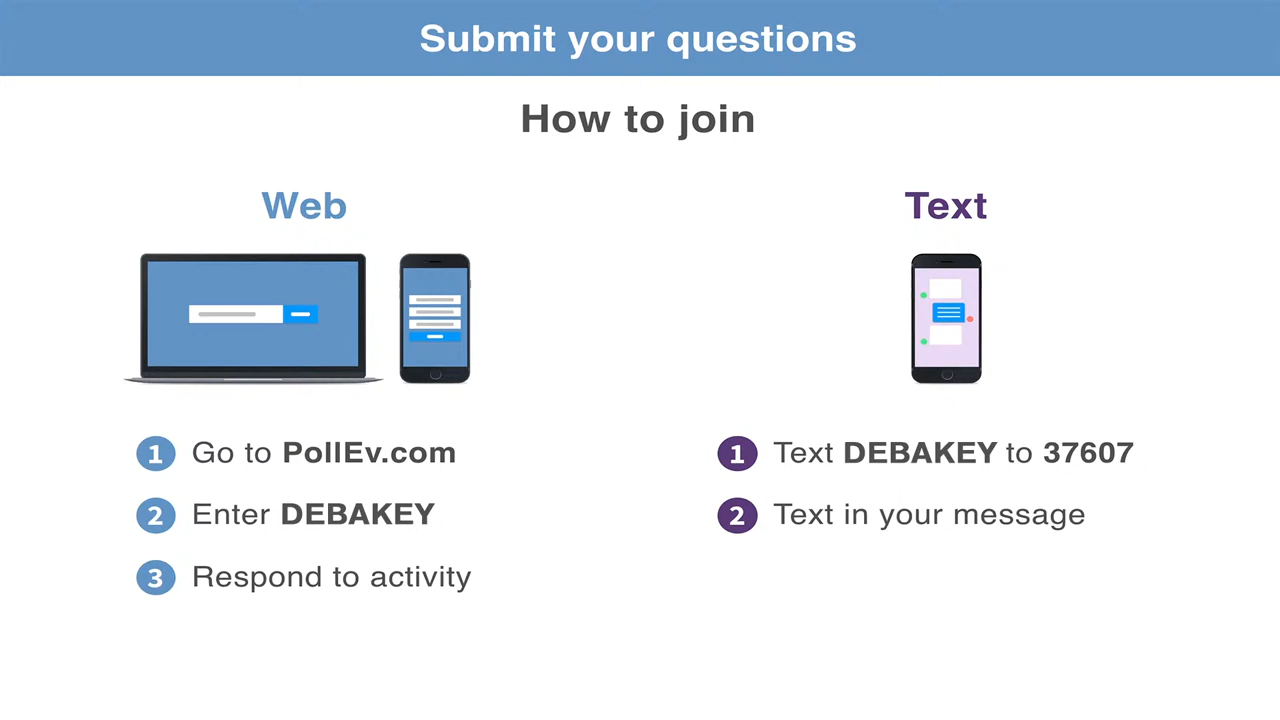 Submit your questions
How to join
Web
1 Go to PollEv.com
2 Enter DEBAKEY
3 Respond to activity
Text
1 Text DEBAKEY to 37607
2 Text in your message